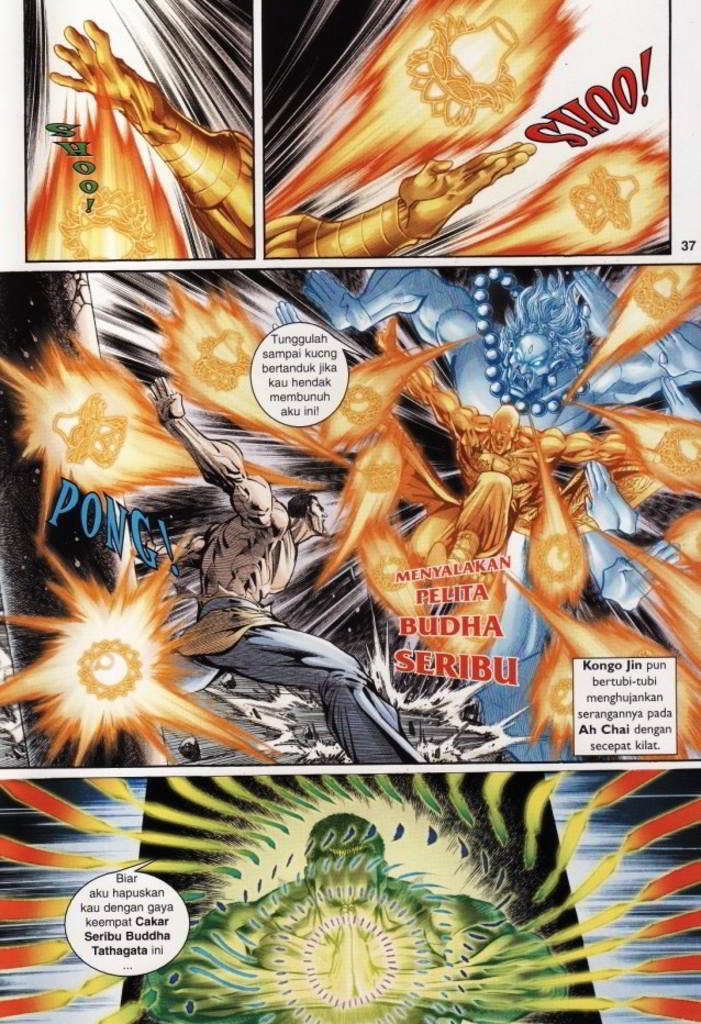 SHOO!
SHOO!
37
Tunggulah
sampai kucng
bertanduk jika
kau hendak
membunuh
aku ini!
PONG!
MENYALAKAN
PELITA
BUDHA
SERIBU
Kongo Jin pun
bertubi-tubi
menghujankan
serangannya pada
Ah Chai dengan
secepat kilat.
Biar
aku hapuskan
kau dengan gaya
keempat Cakar
Seribu Buddha
Tathagata ini
...